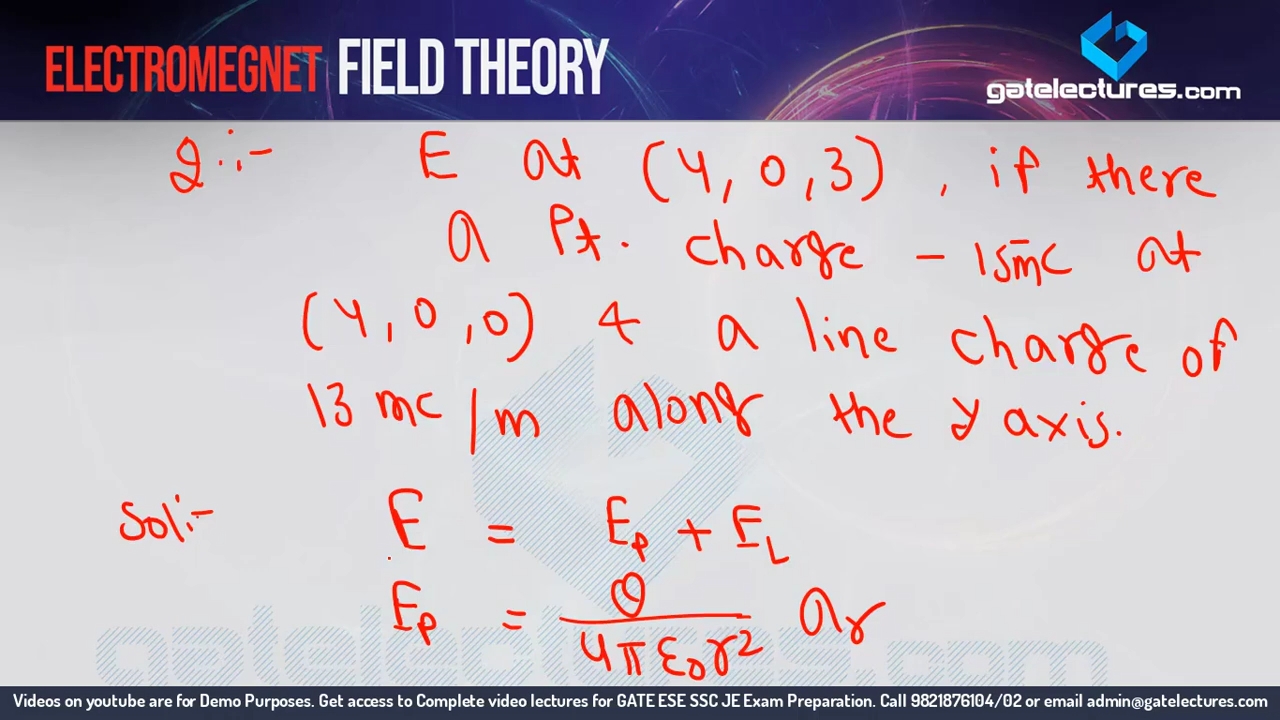 ELECTROMEGNET FIELD THEORY
gatelectures.com
2:- E at (4, 0, 3) , if there
a Pt. charge - 15mc at
(4, 0, 0) & a line charge of
13 mc/m along the y axis.
Sol:- E = Ep + EL
Ep = Q / 4πε0r² ar
gatelectures.com
Videos on youtube are for Demo Purposes. Get access to Complete video lectures for GATE ESE SSC JE Exam Preparation. Call 9821876104/02 or email admin@gatelectures.com